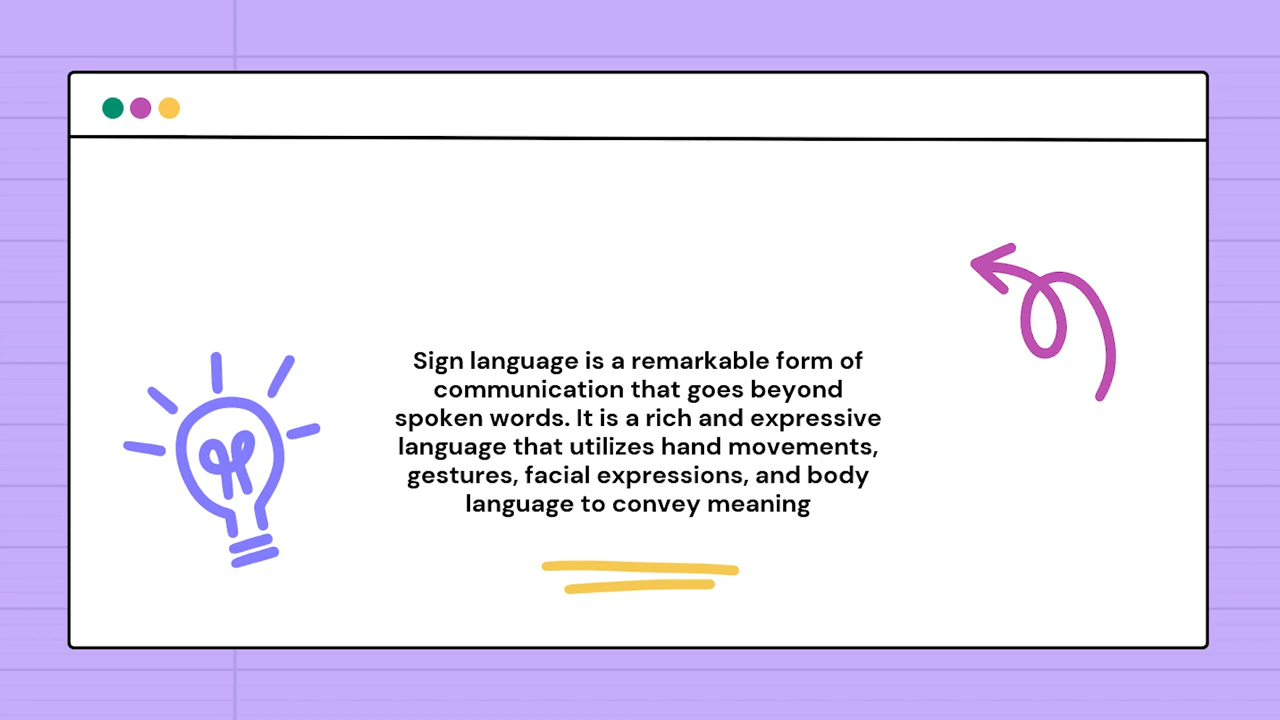 Sign language is a remarkable form of
communication that goes beyond
spoken words. It is a rich and expressive
language that utilizes hand movements,
gestures, facial expressions, and body
language to convey meaning